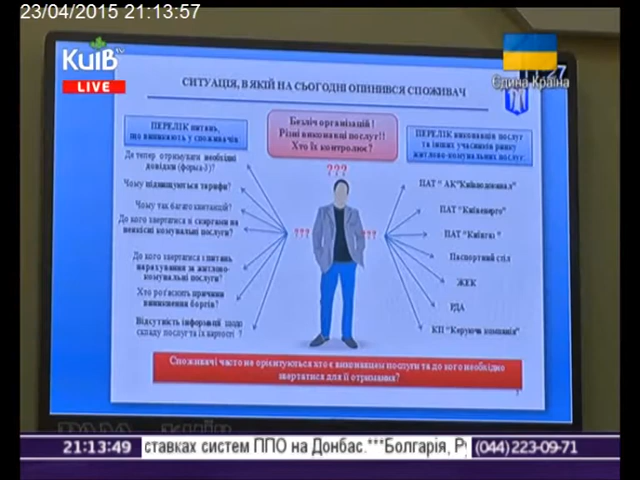 23/04/2015 21:13:57
КиїВ TV
LIVE
Єдина Країна
27
СИТУАЦІЯ, В ЯКІЙ НА СЬОГОДНІ ОПИНИВСЯ СПОЖИВАЧ
ПЕРЕЛІК питань,
що виникають у споживачів
Безліч організацій!
Різні виконавці послуг!!
Хто їх контролює?
ПЕРЕЛІК виконавців послуг
та інших учасників ринку
житлово-комунальних послуг
Де тепер отримувати необхідні
довідки (форма-3)?
Чому підвищуються тарифи?
Чому так багато квитанцій?
До кого звертатися зі скаргами на
неякісні комунальні послуги?
До кого звертатися з питань
нарахування за житлово-
комунальні послуги?
Хто роз'яснить причини
виникнення боргів?
Відсутність інформації щодо
складу послуг та їх вартості ?
???
???
???
ПАТ " АК"Київводоканал"
ПАТ "Київенерго"
ПАТ "Київгаз "
Паспортний стіл
ЖЕК
РДА
КП "Керуюча компанія"
Споживачі часто не орієнтуються хто є виконавцем послуги та до кого необхідно
звертатися для її отримання?
21:13:49
ставках систем ППО на Донбас.***Болгарія, Р
(044) 223-09-71